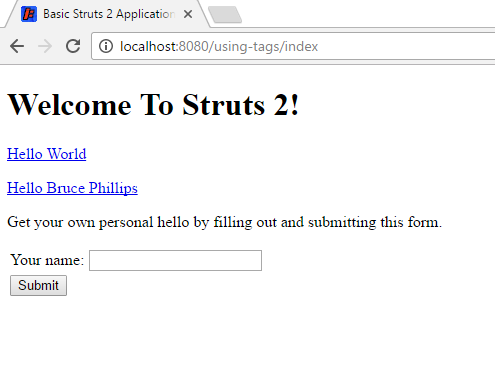 Basic Struts 2 Application
localhost:8080/using-tags/index
Welcome To Struts 2!
Hello World
Hello Bruce Phillips
Get your own personal hello by filling out and submitting this form.
Your name:
Submit